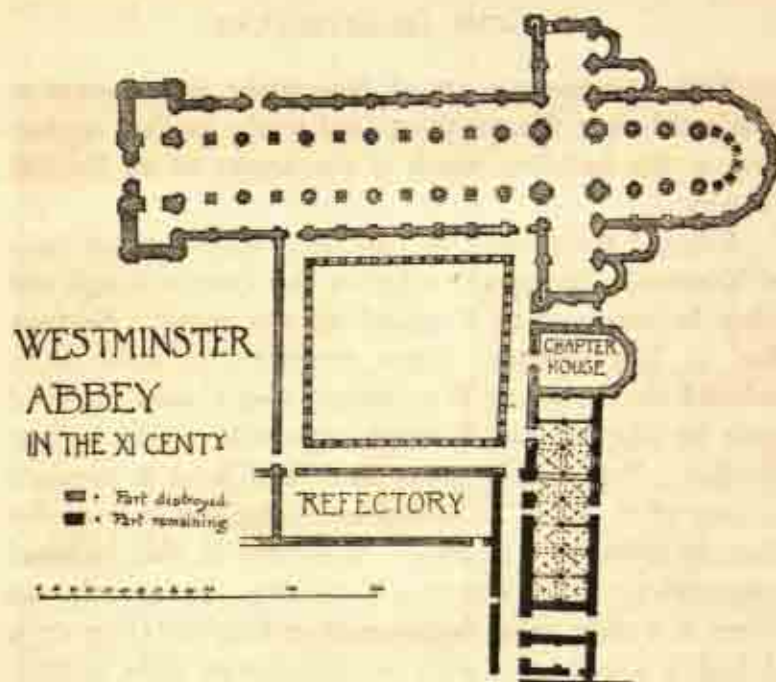 WESTMINSTER
ABBEY
IN THE XI CENTY
• Part destroyed.
• Part remaining.
REFECTORY
CHAPTER
HOUSE